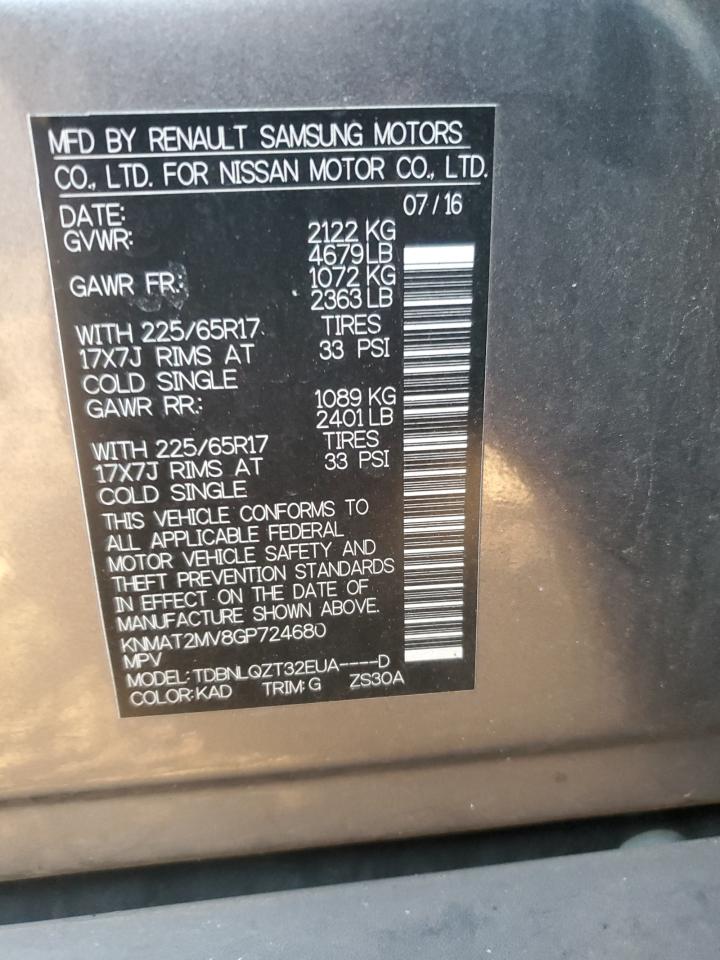 MFD BY RENAULT SAMSUNG MOTORS
CO., LTD. FOR NISSAN MOTOR CO., LTD.
DATE: 07/16
GVWR: 2122 KG
4679 LB
GAWR FR: 1072 KG
2363 LB
WITH 225/65R17 TIRES
17X7J RIMS AT 33 PSI
COLD SINGLE
GAWR RR: 1089 KG
2401 LB
WITH 225/65R17 TIRES
17X7J RIMS AT 33 PSI
COLD SINGLE
THIS VEHICLE CONFORMS TO
ALL APPLICABLE FEDERAL
MOTOR VEHICLE SAFETY AND
THEFT PREVENTION STANDARDS
IN EFFECT ON THE DATE OF
MANUFACTURE SHOWN ABOVE.
KNMAT2MV8GP724680
MPV
MODEL: TDBNLQZT32EUA----D
COLOR: KAD TRIM: G ZS30A